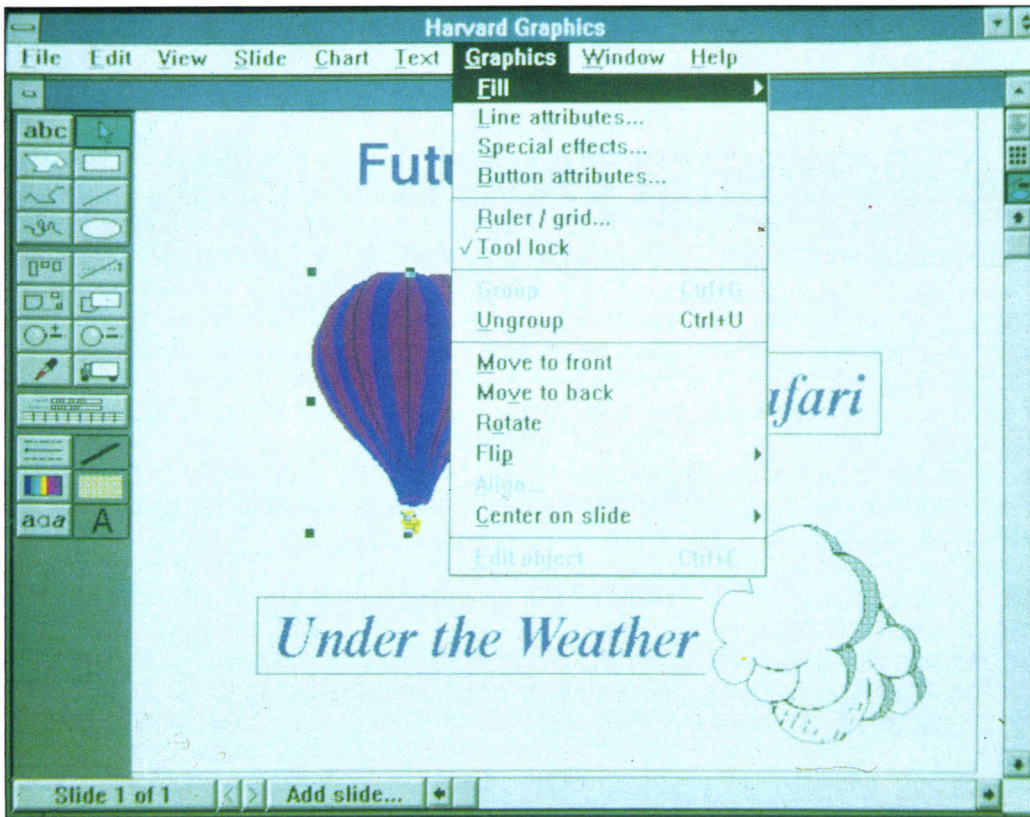 Harvard Graphics
File Edit View Slide Chart Text Graphics Window Help
Fill
abc
Line attributes...
Special effects...
Button attributes...
Futu
Ruler / grid...
✓ Tool lock
Group Ctrl+G
Ungroup Ctrl+U
Move to front
Move to back
afari
Rotate
Flip
Align...
Center on slide
aaa A
Edit object Ctrl+E
Under the Weather
Slide 1 of 1 < > Add slide...